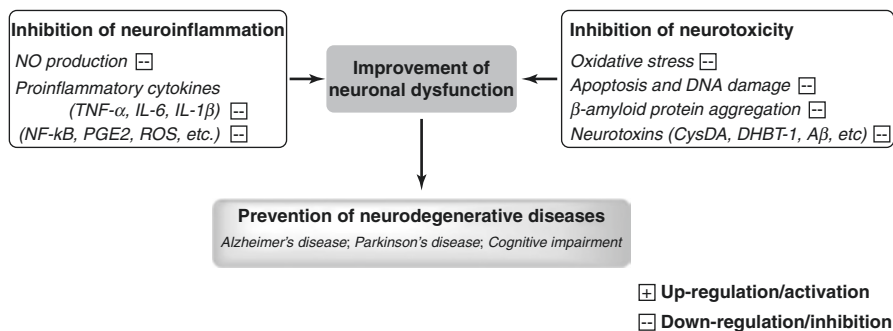 Inhibition of neuroinflammation
NO production --
Proinflammatory cytokines
(TNF-α, IL-6, IL-1β) --
(NF-kB, PGE2, ROS, etc.) --
Improvement of
neuronal dysfunction
Inhibition of neurotoxicity
Oxidative stress --
Apoptosis and DNA damage --
β-amyloid protein aggregation --
Neurotoxins (CysDA, DHBT-1, Aβ, etc) --
Prevention of neurodegenerative diseases
Alzheimer's disease; Parkinson's disease; Cognitive impairment
+ Up-regulation/activation
-- Down-regulation/inhibition